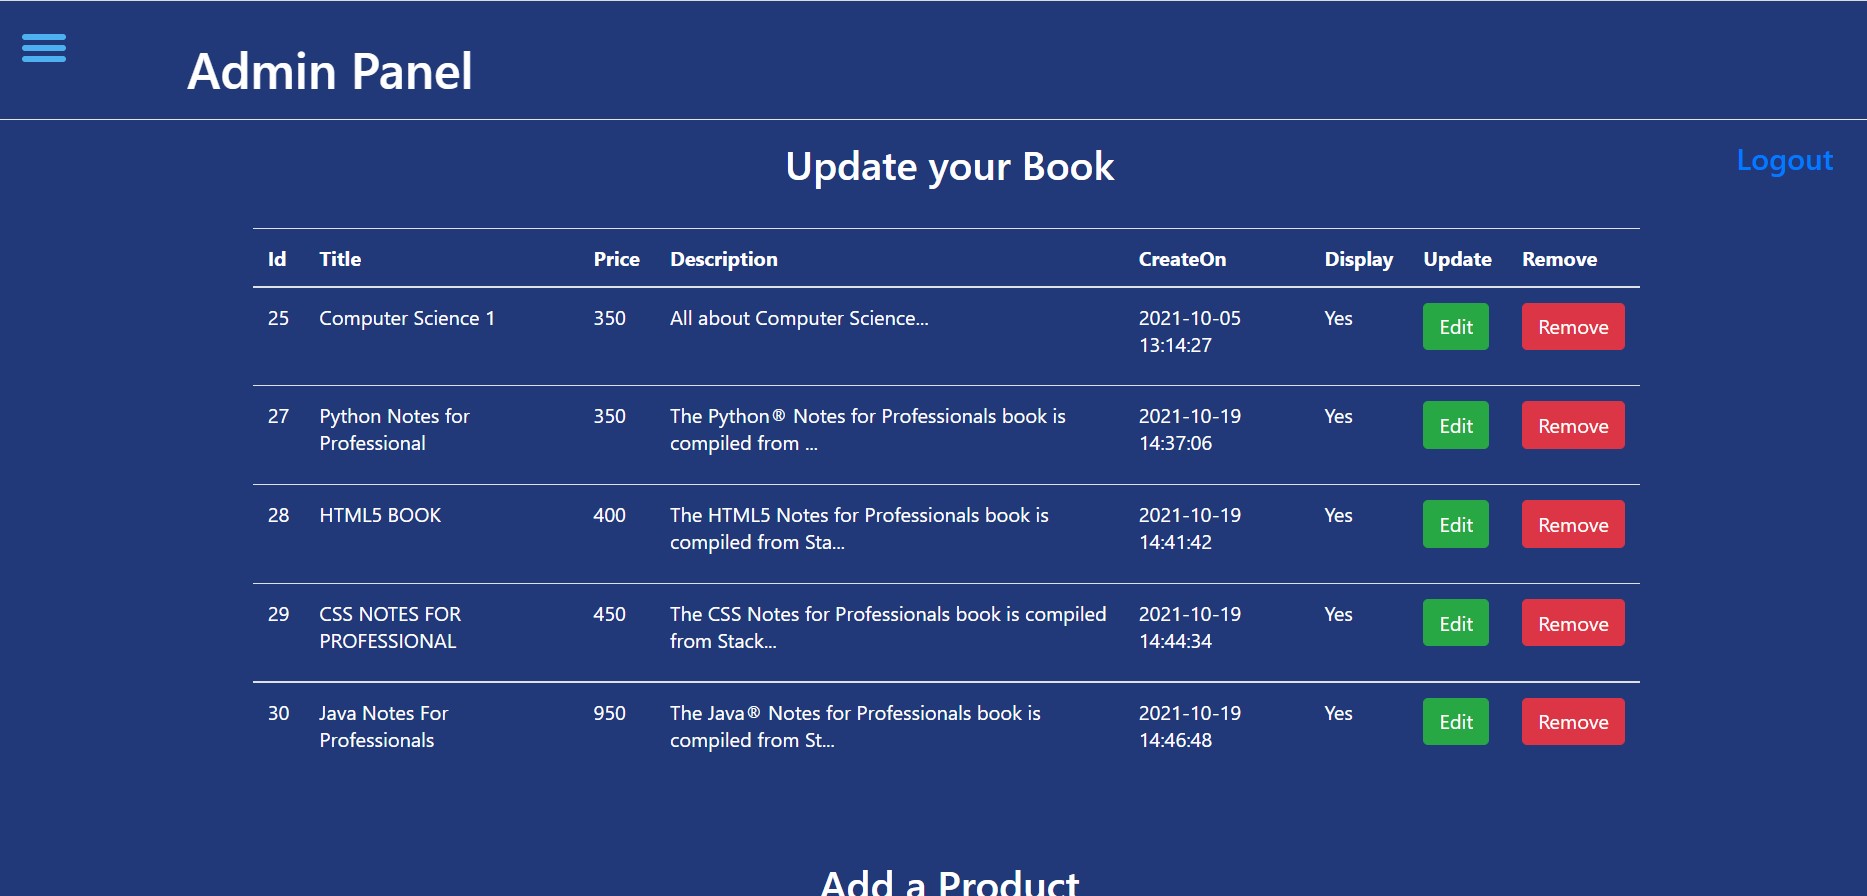 Admin Panel
Update your Book
Logout
Id Title Price Description CreateOn Display Update Remove
25 Computer Science 1 350 All about Computer Science... 2021-10-05 Yes Edit Remove
13:14:27
27 Python Notes for 350 The Python® Notes for Professionals book is 2021-10-19 Yes Edit Remove
Professional compiled from ... 14:37:06
28 HTML5 BOOK 400 The HTML5 Notes for Professionals book is 2021-10-19 Yes Edit Remove
compiled from Sta... 14:41:42
29 CSS NOTES FOR 450 The CSS Notes for Professionals book is compiled 2021-10-19 Yes Edit Remove
PROFESSIONAL from Stack... 14:44:34
30 Java Notes For 950 The Java® Notes for Professionals book is 2021-10-19 Yes Edit Remove
Professionals compiled from St... 14:46:48
Add a Product